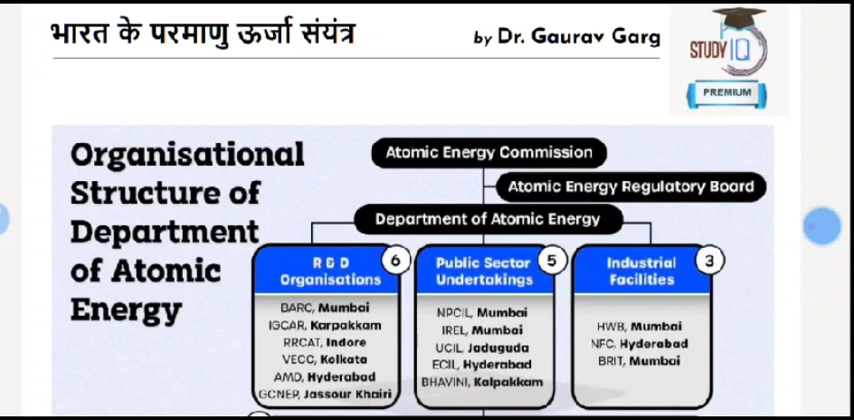 भारत के परमाणु ऊर्जा संयंत्र
by Dr. Gaurav Garg
STUDY IQ
PREMIUM
Organisational
Structure of
Department
of Atomic
Energy
Atomic Energy Commission
Atomic Energy Regulatory Board
Department of Atomic Energy
R & D
Organisations
6
BARC, Mumbai
IGCAR, Karpakkam
RRCAT, Indore
VECC, Kolkata
AMD, Hyderabad
GCNEP, Jassour Khairi
Public Sector
Undertakings
5
NPCIL, Mumbai
IREL, Mumbai
UCIL, Jaduguda
ECIL, Hyderabad
BHAVINI, Kalpakkam
Industrial
Facilities
3
HWB, Mumbai
NFC, Hyderabad
BRIT, Mumbai